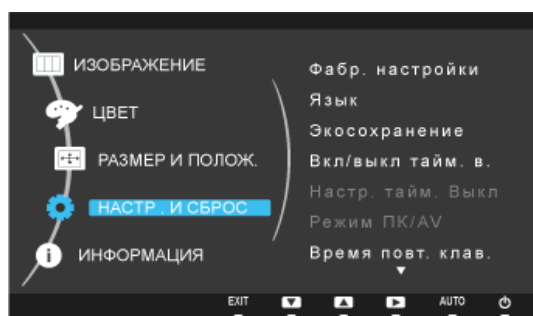 ИЗОБРАЖЕНИЕ
ЦВЕТ
РАЗМЕР И ПОЛОЖ.
НАСТР . И СБРОС
ИНФОРМАЦИЯ
Фабр. настройки
Язык
Экосохранение
Вкл/выкл тайм. в.
Настр. тайм. Выкл
Режим ПК/AV
Время повт. клав.
EXIT AUTO